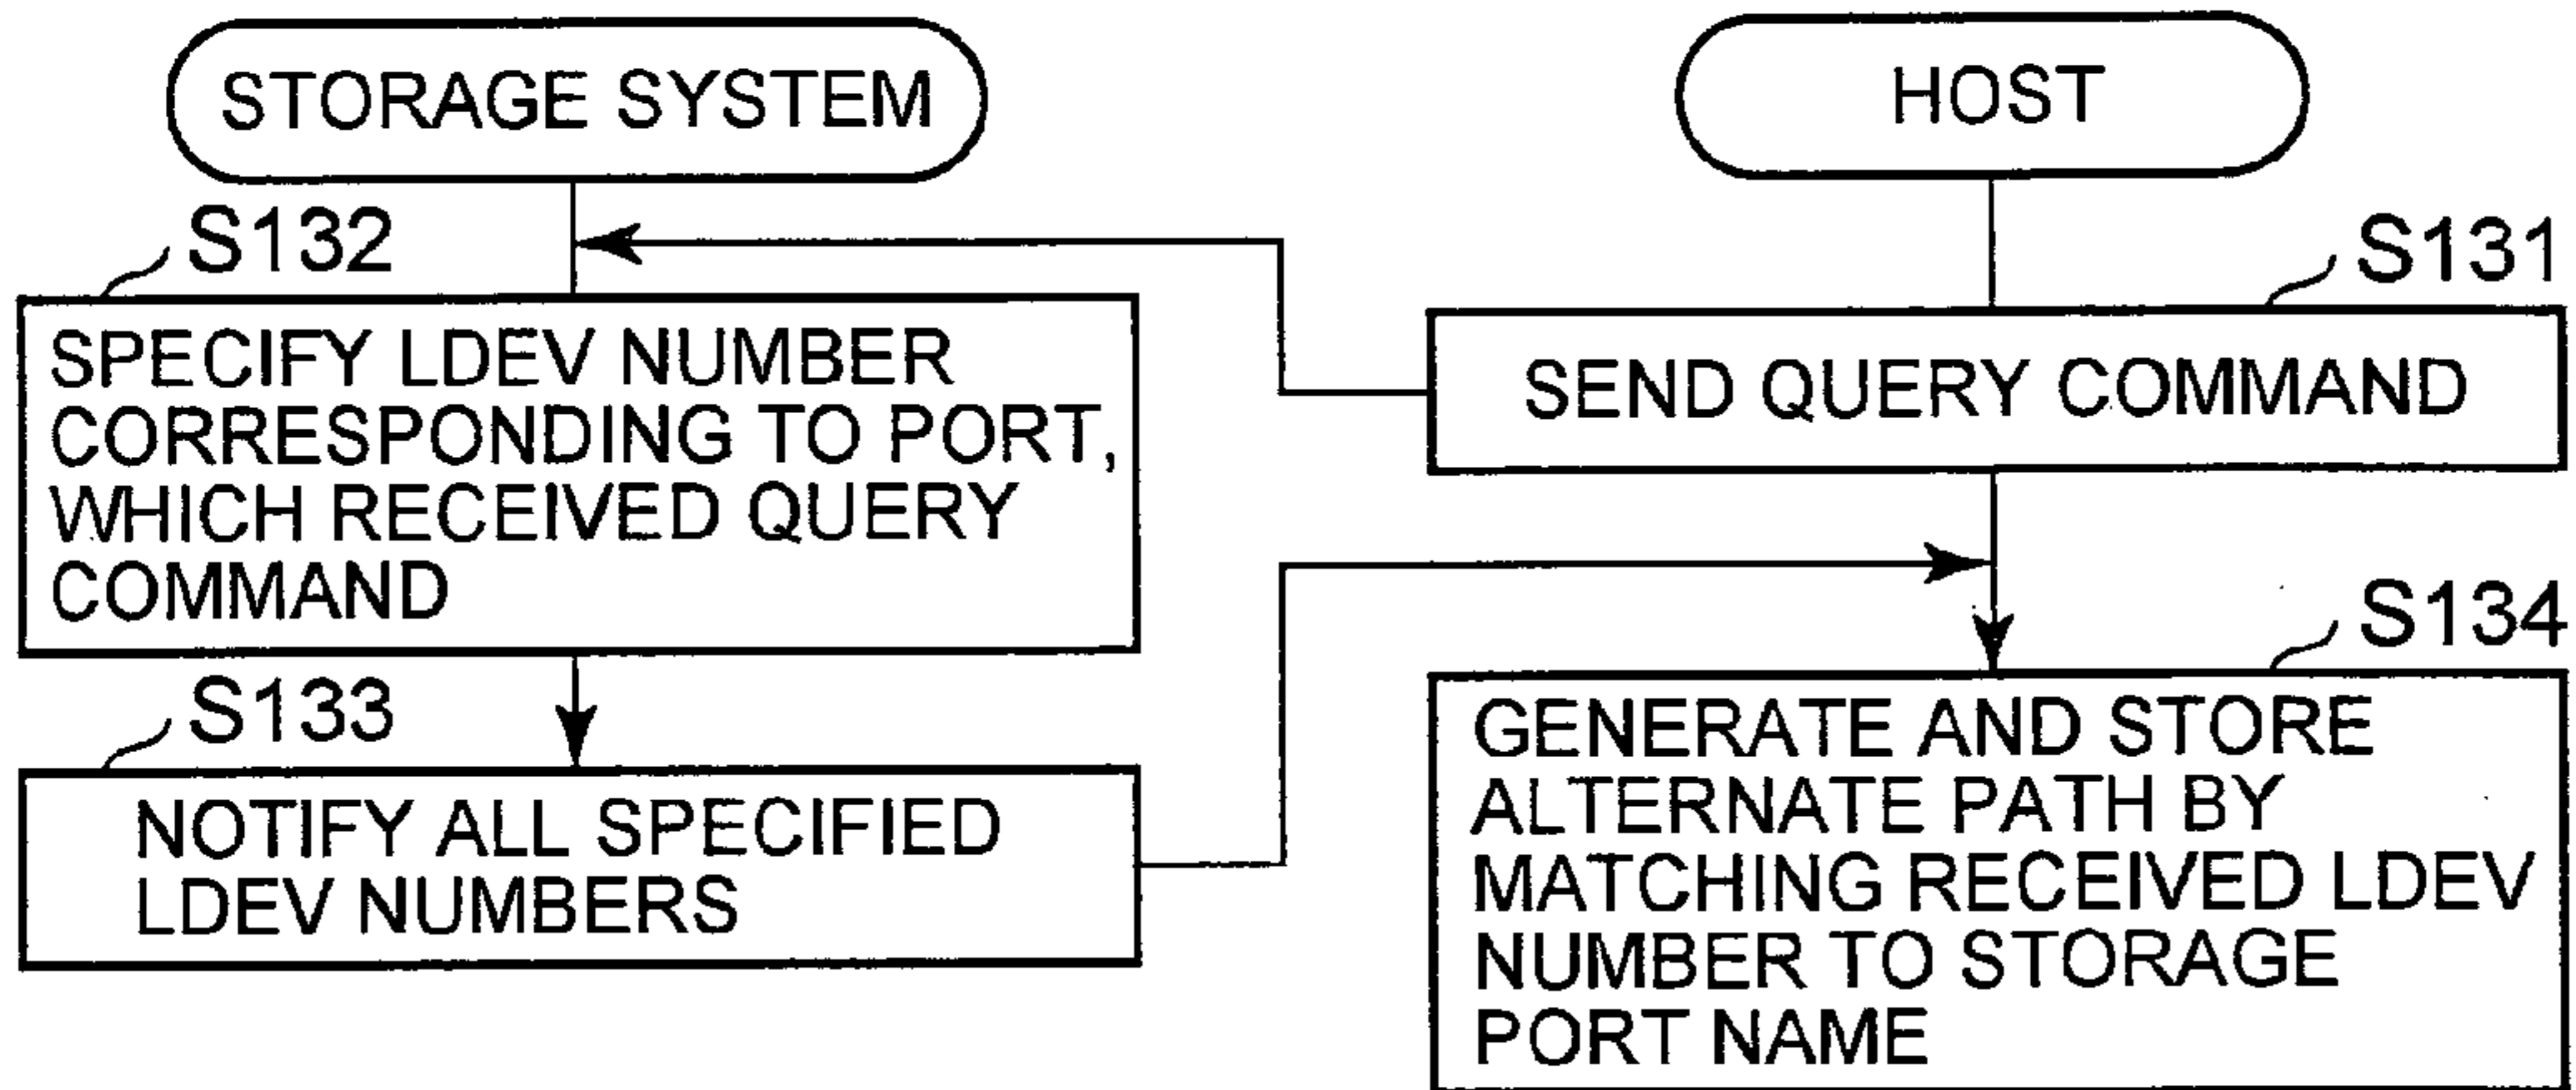 STORAGE SYSTEM
HOST
S132
S131
SPECIFY LDEV NUMBER
CORRESPONDING TO PORT,
WHICH RECEIVED QUERY
COMMAND
SEND QUERY COMMAND
S133
S134
NOTIFY ALL SPECIFIED
LDEV NUMBERS
GENERATE AND STORE
ALTERNATE PATH BY
MATCHING RECEIVED LDEV
NUMBER TO STORAGE
PORT NAME